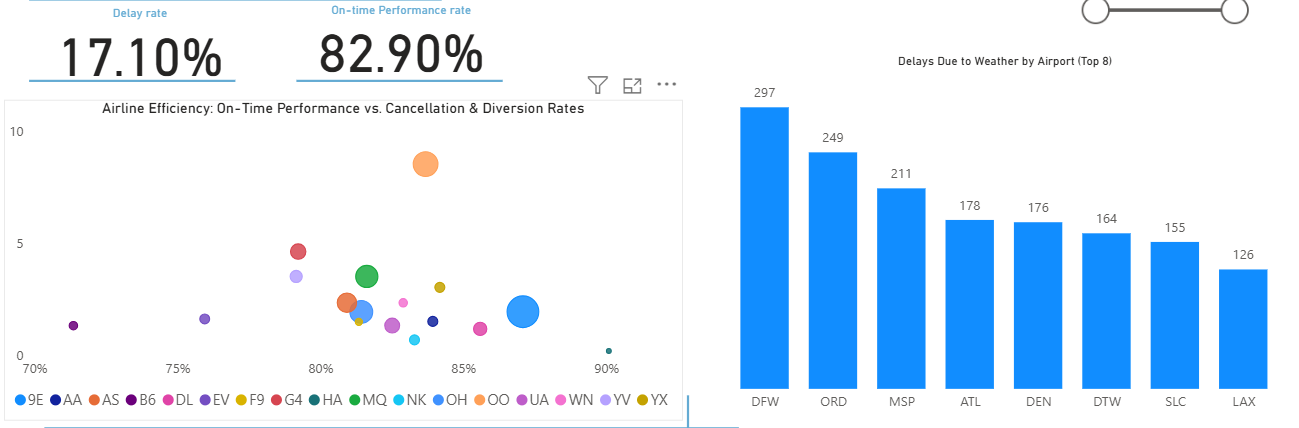 Delay rate
On-time Performance rate
17.10%
82.90%
Airline Efficiency: On-Time Performance vs. Cancellation & Diversion Rates
10
5
0
70%
75%
80%
85%
90%
9E AA AS B6 DL EV F9 G4 HA MQ NK OH OO UA WN YV YX
Delays Due to Weather by Airport (Top 8)
297
249
211
178
176
164
155
126
DFW
ORD
MSP
ATL
DEN
DTW
SLC
LAX